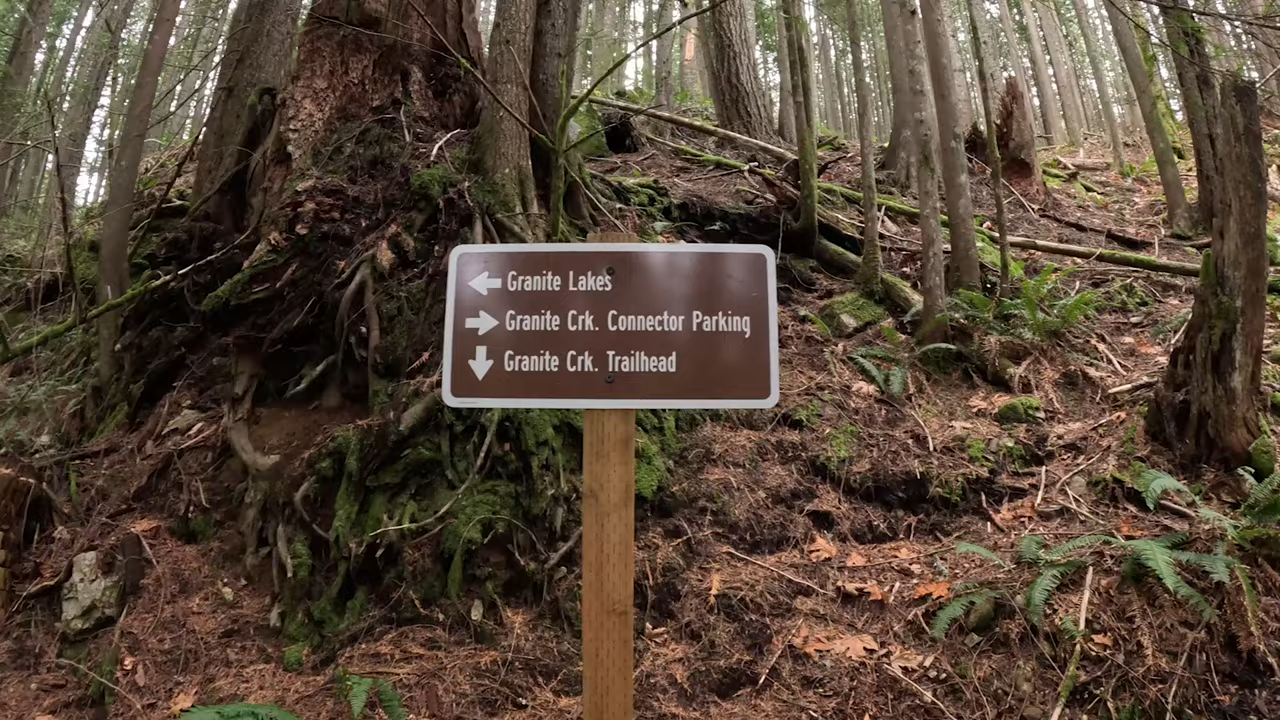 Granite Lakes
Granite Crk. Connector Parking
Granite Crk. Trailhead